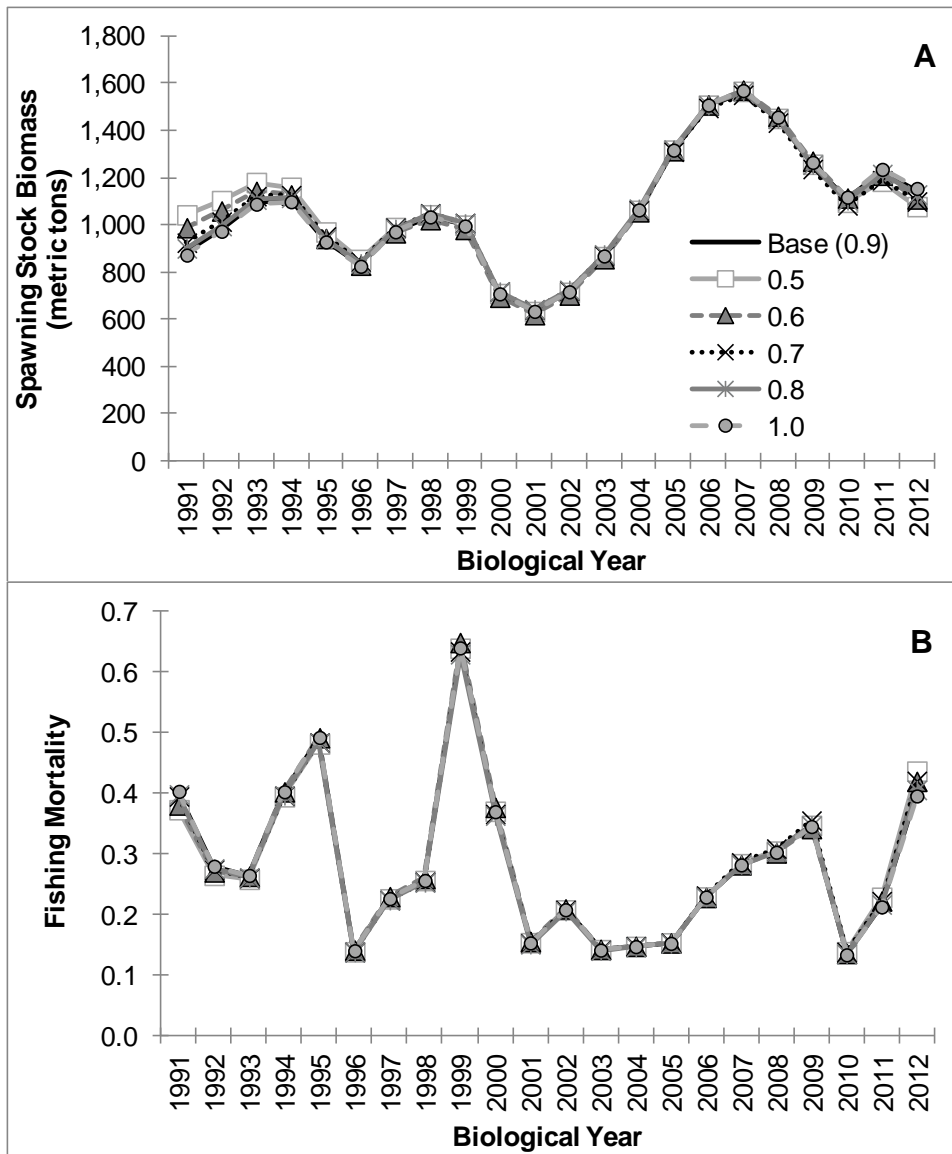 A
1,800
1,600
1,400
1,200
1,000
800
600
400
200
0
Spawning Stock Biomass
(metric tons)
Base (0.9)
0.5
0.6
0.7
0.8
1.0
1991 1992 1993 1994 1995 1996 1997 1998 1999 2000 2001 2002 2003 2004 2005 2006 2007 2008 2009 2010 2011 2012
Biological Year
B
0.7
0.6
0.5
0.4
0.3
0.2
0.1
0.0
Fishing Mortality
1991 1992 1993 1994 1995 1996 1997 1998 1999 2000 2001 2002 2003 2004 2005 2006 2007 2008 2009 2010 2011 2012
Biological Year